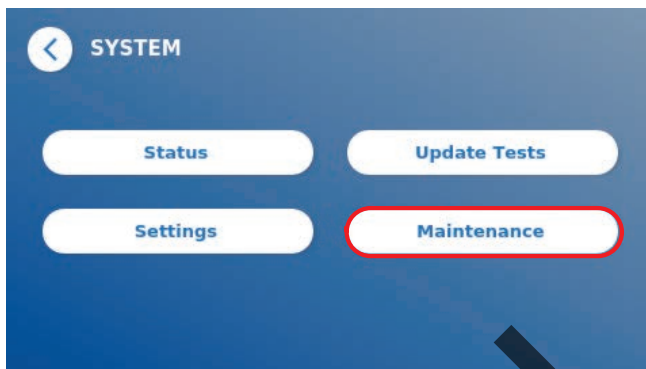 SYSTEM
Status
Update Tests
Settings
Maintenance